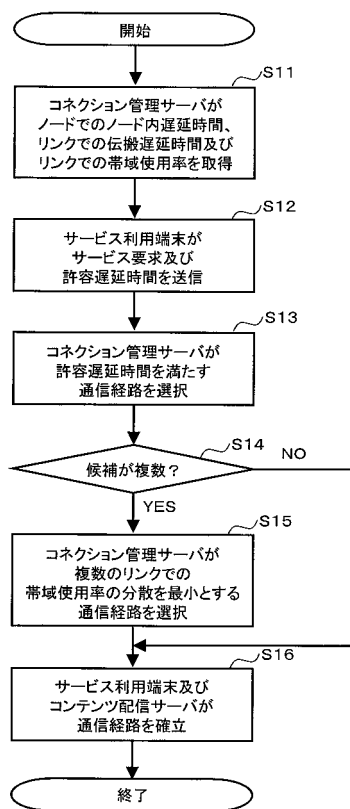 開始
S11
コネクション管理サーバが
ノードでのノード内遅延時間、
リンクでの伝搬遅延時間及び
リンクでの帯域使用率を取得
S12
サービス利用端末が
サービス要求及び
許容遅延時間を送信
S13
コネクション管理サーバが
許容遅延時間を満たす
通信経路を選択
S14
候補が複数?
NO
YES
S15
コネクション管理サーバが
複数のリンクでの
帯域使用率の分散を最小とする
通信経路を選択
S16
サービス利用端末及び
コンテンツ配信サーバが
通信経路を確立
終了